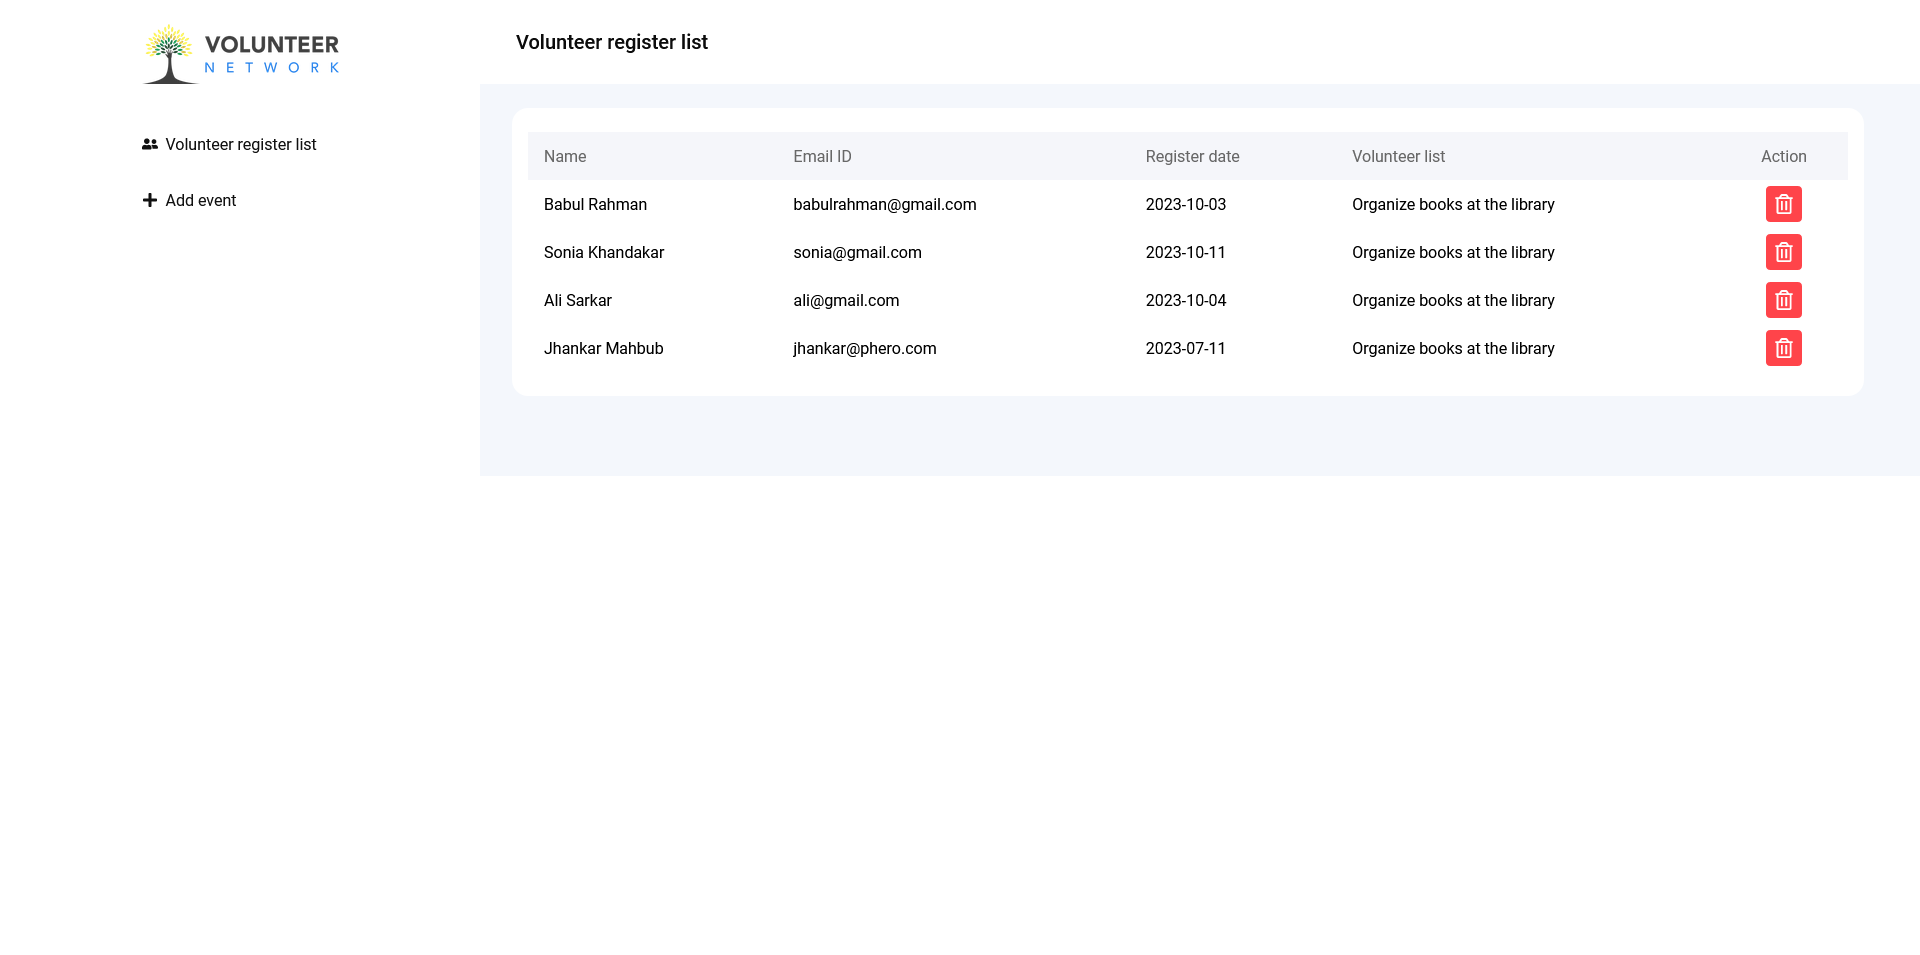 VOLUNTEER
NETWORK
Volunteer register list
Add event
Volunteer register list
Name Email ID Register date Volunteer list Action
Babul Rahman babulrahman@gmail.com 2023-10-03 Organize books at the library
Sonia Khandakar sonia@gmail.com 2023-10-11 Organize books at the library
Ali Sarkar ali@gmail.com 2023-10-04 Organize books at the library
Jhankar Mahbub jhankar@phero.com 2023-07-11 Organize books at the library